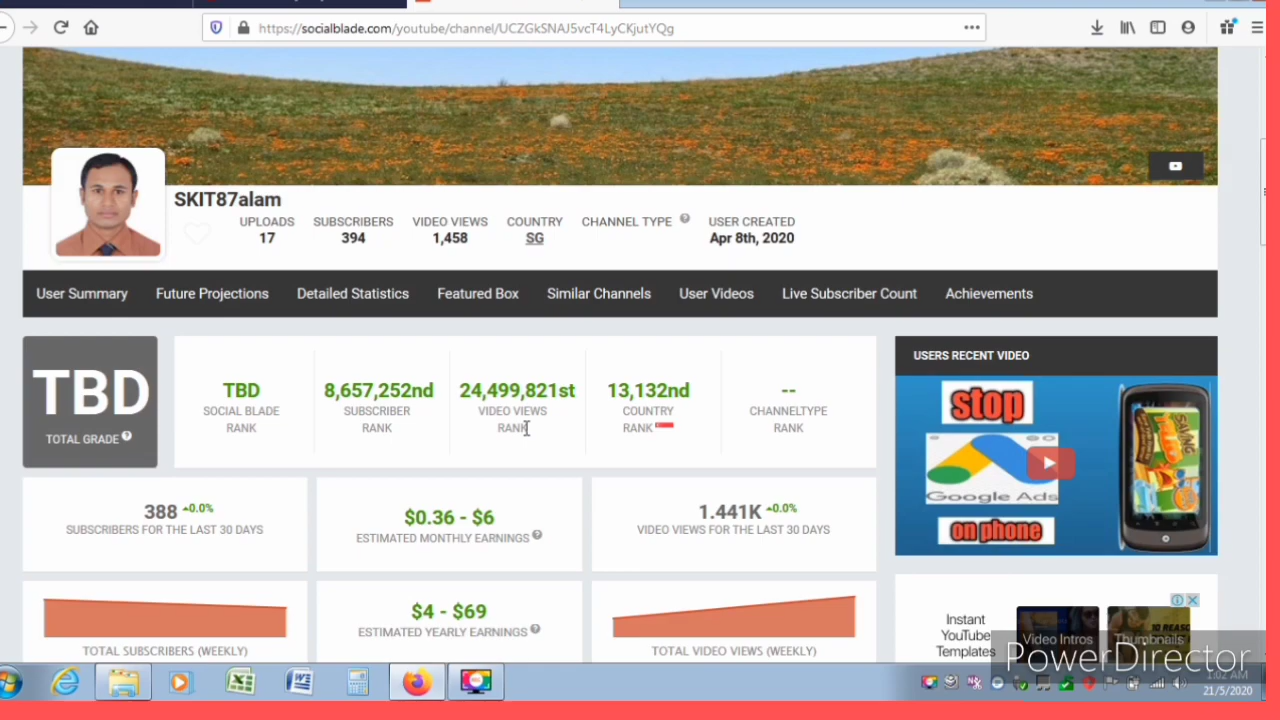 https://socialblade.com/youtube/channel/UCZGkSNAJ5vcT4LyCKjutYQg
SKIT87alam
UPLOADS
17
SUBSCRIBERS
394
VIDEO VIEWS
1,458
COUNTRY
SG
CHANNEL TYPE
USER CREATED
Apr 8th, 2020
User Summary
Future Projections
Detailed Statistics
Featured Box
Similar Channels
User Videos
Live Subscriber Count
Achievements
TBD
TOTAL GRADE
TBD
SOCIAL BLADE
RANK
8,657,252nd
SUBSCRIBER
RANK
24,499,821st
VIDEO VIEWS
RANK
13,132nd
COUNTRY
RANK
--
CHANNELTYPE
RANK
USERS RECENT VIDEO
stop
Google Ads
on phone
388 0.0%
SUBSCRIBERS FOR THE LAST 30 DAYS
$0.36 - $6
ESTIMATED MONTHLY EARNINGS
1.441K 0.0%
VIDEO VIEWS FOR THE LAST 30 DAYS
TOTAL SUBSCRIBERS (WEEKLY)
$4 - $69
ESTIMATED YEARLY EARNINGS
TOTAL VIDEO VIEWS (WEEKLY)
Instant
YouTube
Templates
Video Intros
Thumbnails
PowerDirector
1:02 AM
21/5/2020